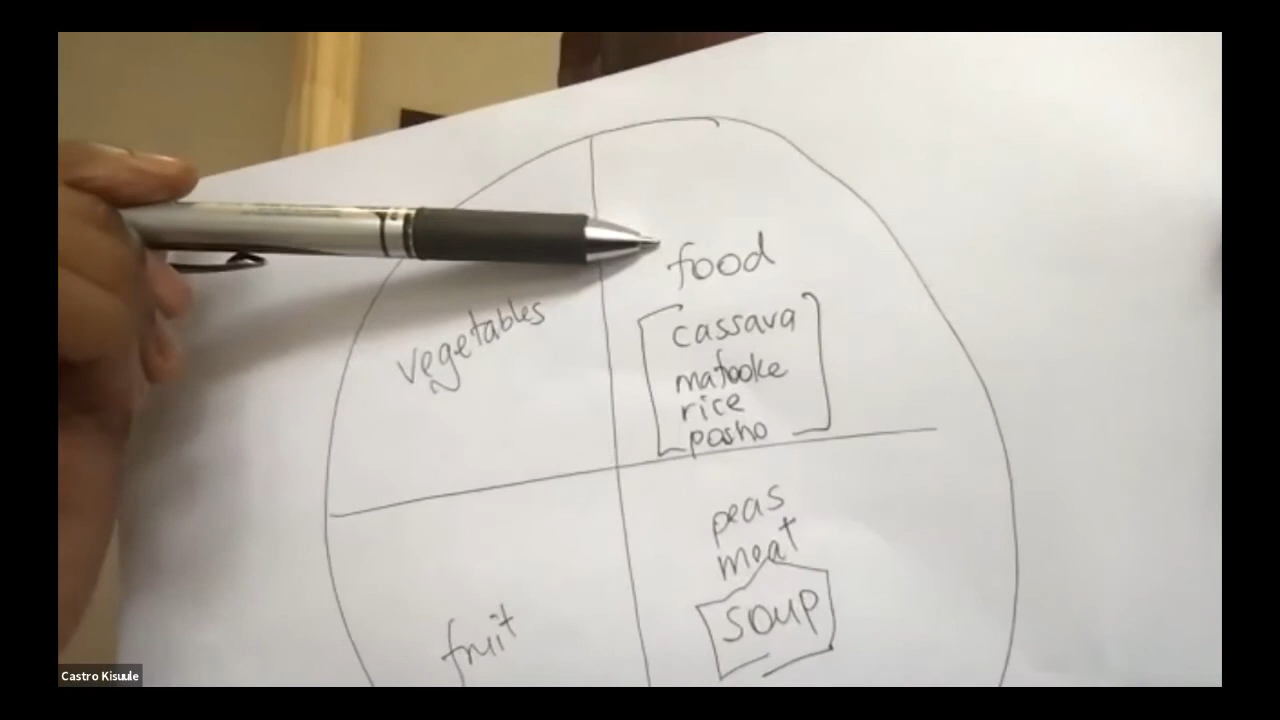 food
vegetables
cassava
matooke
rice
posho
peas
meat
soup
fruit
Castro Kisuule